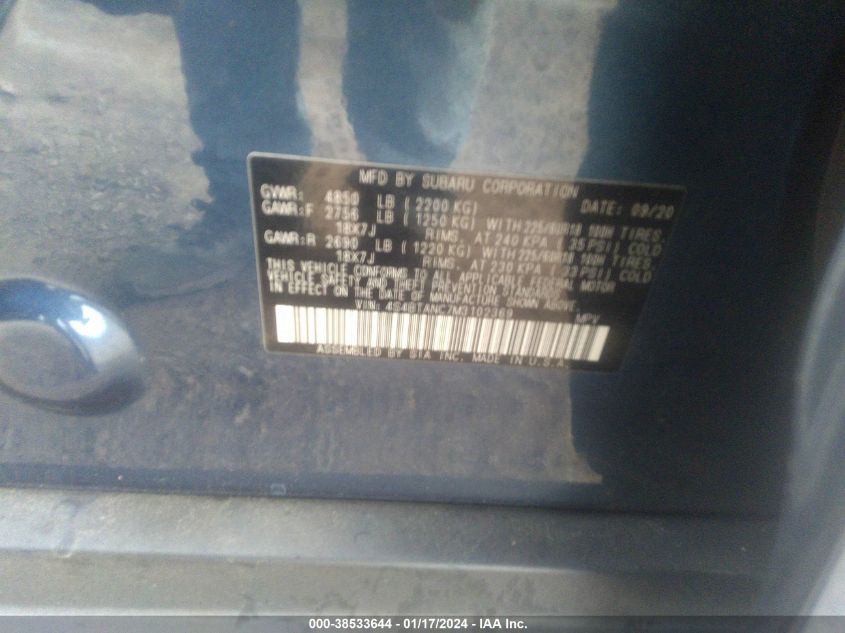 MFD BY SUBARU CORPORATION
GVWR: 4850 LB (2200 KG) DATE: 09/20
GAWR:F 2756 LB (1250 KG) WITH 225/60R18 100H TIRES
18X7J RIMS, AT 240 KPA (35 PSI) COLD
GAWR:R 2690 LB (1220 KG) WITH 225/60R18 100H TIRES
18X7J RIMS, AT 230 KPA (33 PSI) COLD
THIS VEHICLE CONFORMS TO ALL APPLICABLE FEDERAL MOTOR
VEHICLE SAFETY AND THEFT PREVENTION STANDARDS
IN EFFECT ON THE DATE OF MANUFACTURE SHOWN ABOVE.
VIN: MPV
ASSEMBLED BY SIA INC. MADE IN U.S.A.
000-38533644 - 01/17/2024 - IAA Inc.